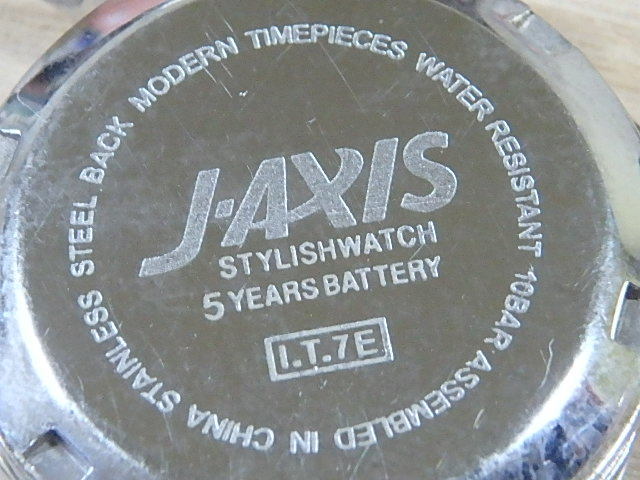 MODERN TIMEPIECES WATER RESISTANT 10BAR ASSEMBLED IN CHINA STAINLESS STEEL BACK
J-AXIS
STYLISHWATCH
5 YEARS BATTERY
I.T.7E